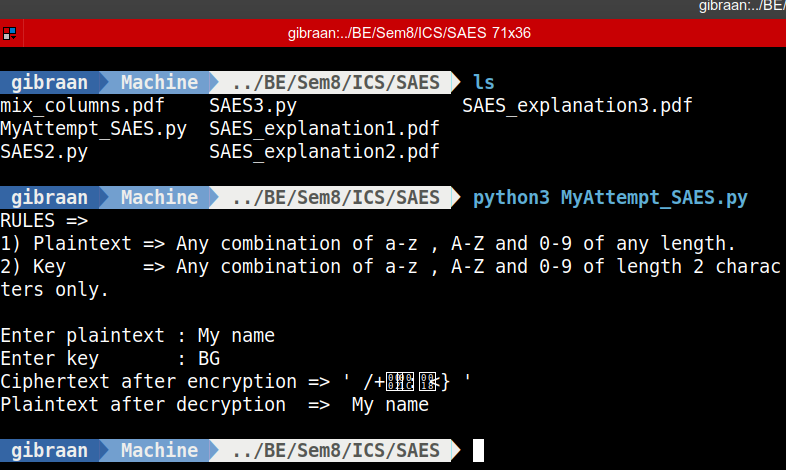 gibraan:../BE/
gibraan:../BE/Sem8/ICS/SAES 71x36
gibraan Machine ../BE/Sem8/ICS/SAES ls
mix_columns.pdf SAES3.py SAES_explanation3.pdf
MyAttempt_SAES.py SAES_explanation1.pdf
SAES2.py SAES_explanation2.pdf
gibraan Machine ../BE/Sem8/ICS/SAES python3 MyAttempt_SAES.py
RULES =>
1) Plaintext => Any combination of a-z , A-Z and 0-9 of any length.
2) Key => Any combination of a-z , A-Z and 0-9 of length 2 charac
ters only.
Enter plaintext : My name
Enter key : BG
Ciphertext after encryption => ' /+<} '
Plaintext after decryption => My name
gibraan Machine ../BE/Sem8/ICS/SAES